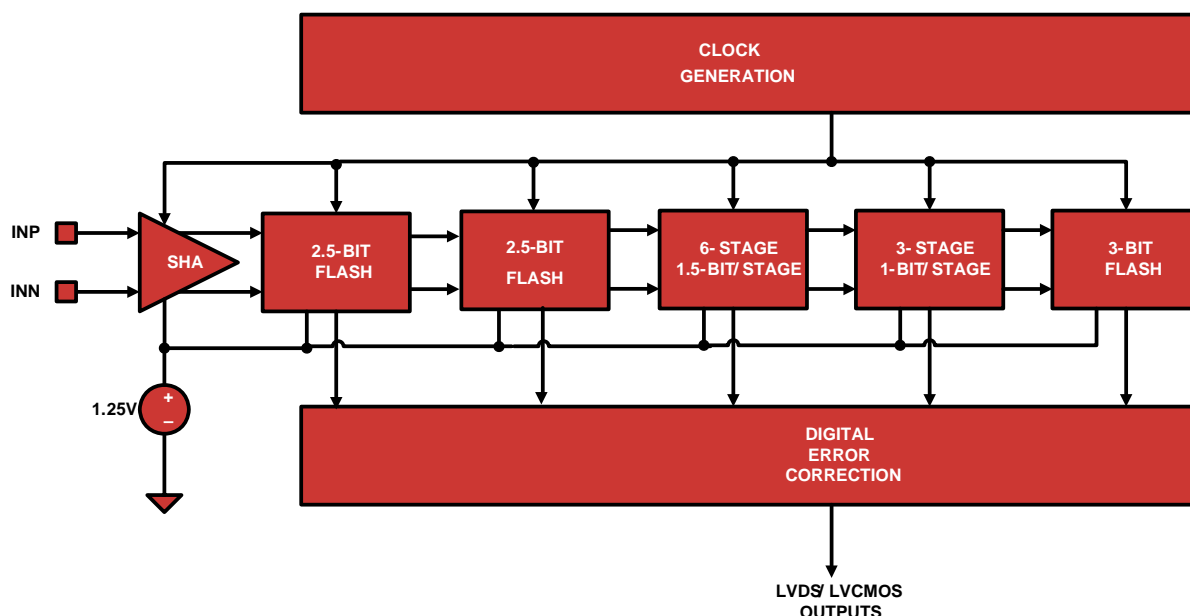 CLOCK
GENERATION
INP
INN
SHA
2.5-BIT
FLASH
2.5-BIT
FLASH
6- STAGE
1.5-BIT/ STAGE
3- STAGE
1-BIT/ STAGE
3-BIT
FLASH
1.25V
+
–
DIGITAL
ERROR
CORRECTION
LVDS/ LVCMOS
OUTPUTS